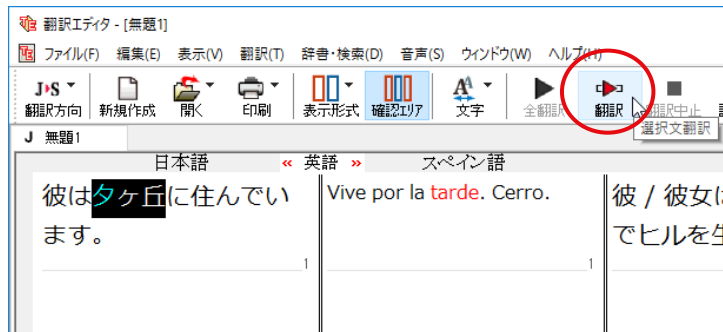 翻訳エディタ - [無題1]
ファイル(F) 編集(E) 表示(V) 翻訳(T) 辞書・検索(D) 音声(S) ウィンドウ(W) ヘルプ(H)
J▸S
翻訳方向 新規作成 開く 印刷 表示形式 確認エリア 文字 全翻訳 翻訳 翻訳中止
選択文翻訳
J 無題1
日本語 « 英語 » スペイン語
彼は夕ヶ丘に住んでい
ます。
1
Vive por la tarde. Cerro.
1
彼 / 彼女は
でヒルを生